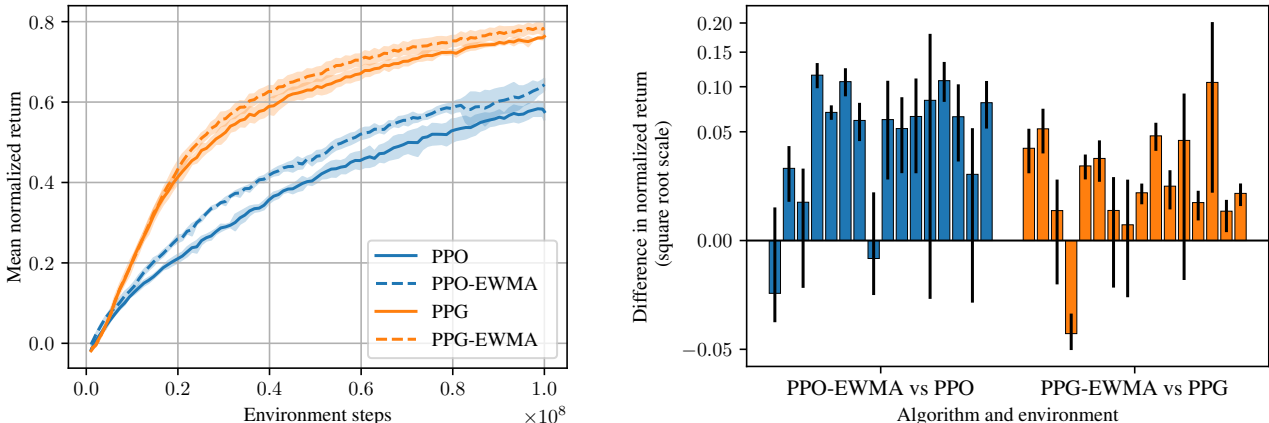 Mean normalized return
0.8
0.6
0.4
0.2
0.0
0.0
0.2
0.4
0.6
0.8
1.0
×10⁸
Environment steps
PPO
PPO-EWMA
PPG
PPG-EWMA
Difference in normalized return
(square root scale)
0.20
0.15
0.10
0.05
0.00
−0.05
PPO-EWMA vs PPO
PPG-EWMA vs PPG
Algorithm and environment